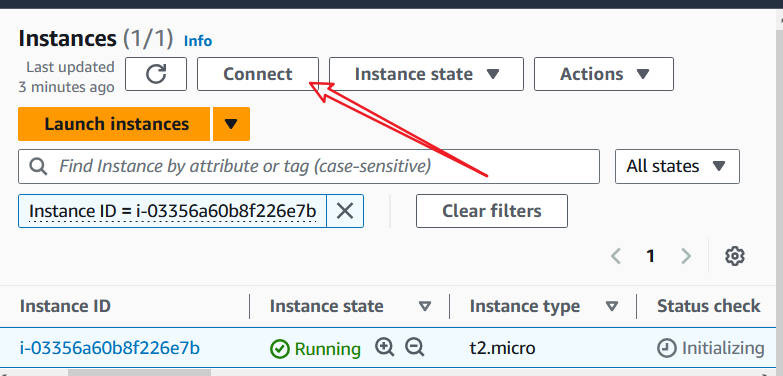 Instances (1/1) Info
Last updated
3 minutes ago
Connect
Instance state
Actions
Launch instances
Find Instance by attribute or tag (case-sensitive)
All states
Instance ID = i-03356a60b8f226e7b
Clear filters
1
Instance ID Instance state Instance type Status check
i-03356a60b8f226e7b Running t2.micro Initializing